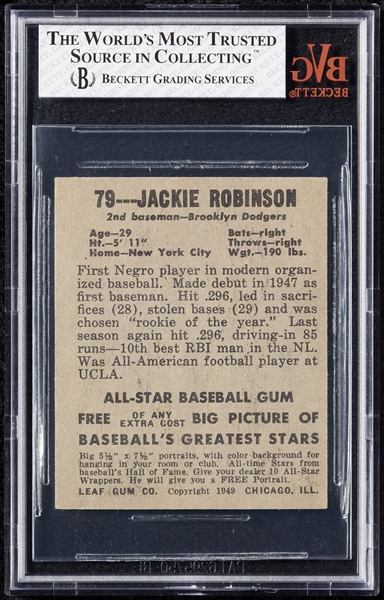 THE WORLD'S MOST TRUSTED
SOURCE IN COLLECTING™
B BECKETT GRADING SERVICES
BVG
BECKETT
79---JACKIE ROBINSON
2nd baseman—Brooklyn Dodgers
Age—29 Bats—right
Ht.—5' 11" Throws—right
Home—New York City Wgt.—190 lbs.
First Negro player in modern organ-
ized baseball. Made debut in 1947 as
first baseman. Hit .296, led in sacri-
fices (28), stolen bases (29) and was
chosen "rookie of the year." Last
season again hit .296, driving-in 85
runs—10th best RBI man in the NL.
Was All-American football player at
UCLA.
ALL-STAR BASEBALL GUM
FREE OF ANY EXTRA COST BIG PICTURE OF
BASEBALL'S GREATEST STARS
Big 5½" x 7½" portraits, with color-background for
hanging in your room or club. All-time Stars from
baseball's Hall of Fame. Give your dealer 10 All-Star
Wrappers. He will give you a FREE Portrait.
LEAF GUM CO. Copyright 1949 CHICAGO, ILL.